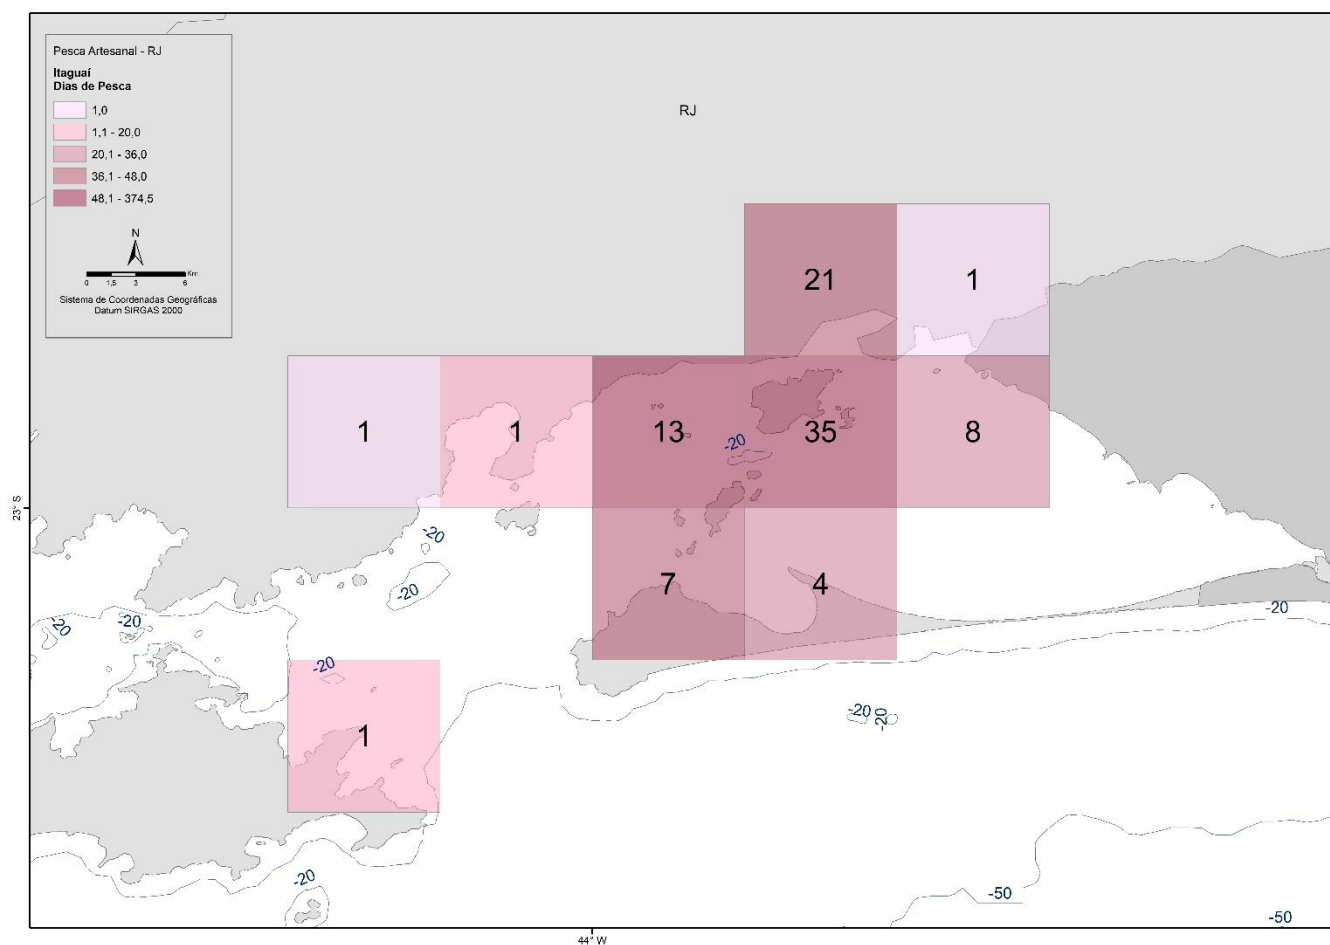 Pesca Artesanal - RJ
Itaguaí
Dias de Pesca
1,0
1,1 - 20,0
20,1 - 36,0
36,1 - 48,0
48,1 - 374,5
N
Km
0 1,5 3 6
Sistema de Coordenadas Geográficas
Datum SIRGAS 2000
RJ
21 1
1 1 13 35 8
-20
23° S
-20
-20
7 4
-20 -20
-20
-20
1
-20 -20
-20
-50
-50
44° W